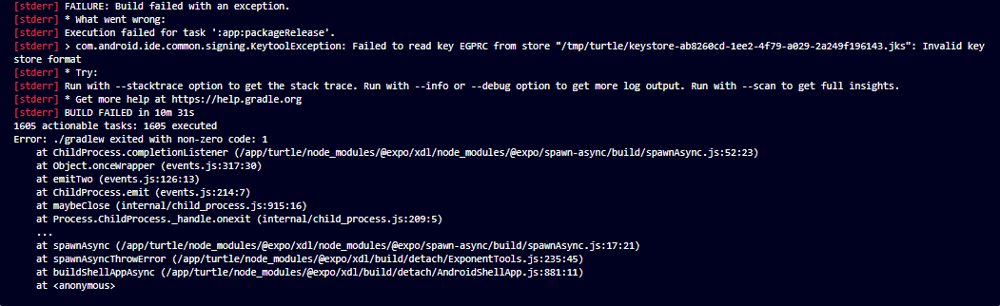 [stderr] FAILURE: Build failed with an exception.
[stderr] * What went wrong:
[stderr] Execution failed for task ':app:packageRelease'.
[stderr] > com.android.ide.common.signing.KeytoolException: Failed to read key EGPRC from store "/tmp/turtle/keystore-ab8260cd-1ee2-4f79-a029-2a249f196143.jks": Invalid key
store format
[stderr] * Try:
[stderr] Run with --stacktrace option to get the stack trace. Run with --info or --debug option to get more log output. Run with --scan to get full insights.
[stderr] * Get more help at https://help.gradle.org
[stderr] BUILD FAILED in 10m 31s
1605 actionable tasks: 1605 executed
Error: ./gradlew exited with non-zero code: 1
at ChildProcess.completionListener (/app/turtle/node_modules/@expo/xdl/node_modules/@expo/spawn-async/build/spawnAsync.js:52:23)
at Object.onceWrapper (events.js:317:30)
at emitTwo (events.js:126:13)
at ChildProcess.emit (events.js:214:7)
at maybeClose (internal/child_process.js:915:16)
at Process.ChildProcess._handle.onexit (internal/child_process.js:209:5)
...
at spawnAsync (/app/turtle/node_modules/@expo/xdl/node_modules/@expo/spawn-async/build/spawnAsync.js:17:21)
at spawnAsyncThrowError (/app/turtle/node_modules/@expo/xdl/build/detach/ExponentTools.js:235:45)
at buildShellAppAsync (/app/turtle/node_modules/@expo/xdl/build/detach/AndroidShellApp.js:881:11)
at <anonymous>